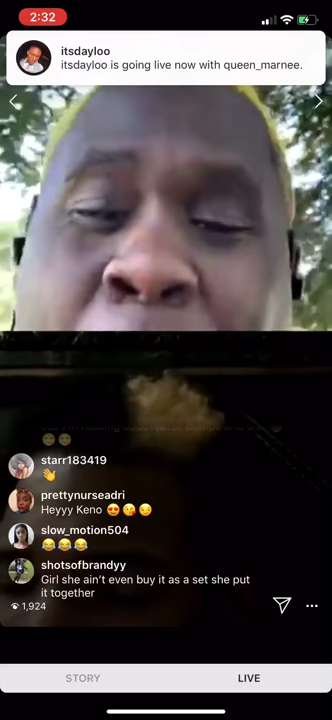 2:32
itsdayloo
itsdayloo is going live now with queen_marnee.
starr183419
👋
prettynurseadri
Heyyy Keno 😍😘😉
slow_motion504
😂😂😂
shotsofbrandyy
Girl she ain't even buy it as a set she put
it together
1,924
STORY
LIVE